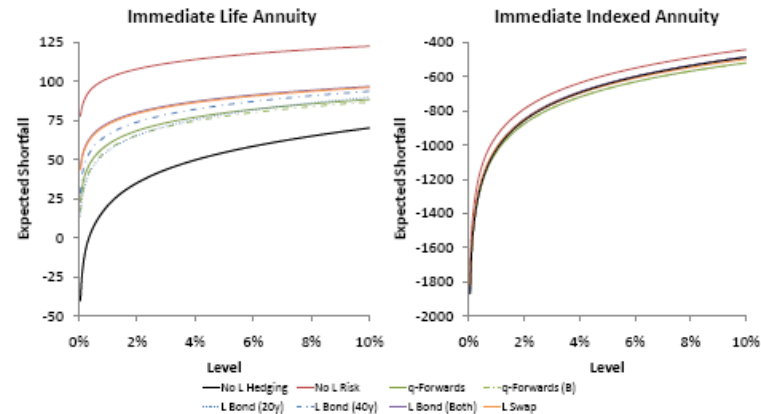 Immediate Life Annuity
Expected Shortfall
125
100
75
50
25
0
-25
-50
0% 2% 4% 6% 8% 10%
Level
Immediate Indexed Annuity
Expected Shortfall
-400
-600
-800
-1000
-1200
-1400
-1600
-1800
-2000
0% 2% 4% 6% 8% 10%
Level
No L Hedging No L Risk q-Forwards q-Forwards (B)
L Bond (20y) L Bond (40y) L Bond (Both) L Swap